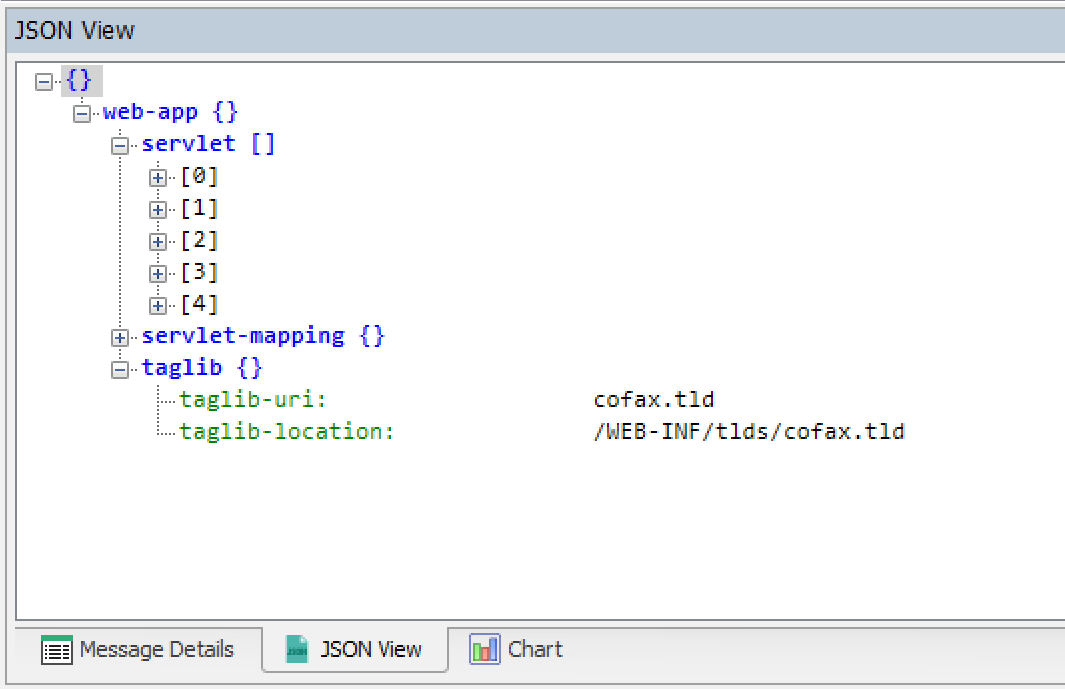 JSON View
{}
web-app {}
servlet []
[0]
[1]
[2]
[3]
[4]
servlet-mapping {}
taglib {}
taglib-uri: cofax.tld
taglib-location: /WEB-INF/tlds/cofax.tld
Message Details JSON JSON View Chart